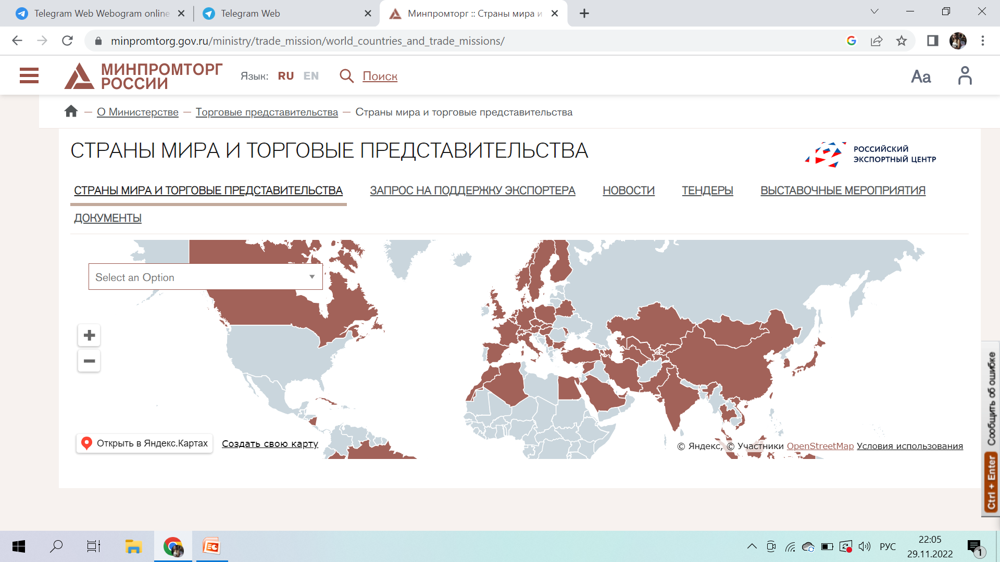 Telegram Web Webogram online
Telegram Web
Минпромторг :: Страны мира и
minpromtorg.gov.ru/ministry/trade_mission/world_countries_and_trade_missions/
МИНПРОМТОРГ
РОССИИ
Язык: RU EN
Поиск
Aa
О Министерстве — Торговые представительства — Страны мира и торговые представительства
СТРАНЫ МИРА И ТОРГОВЫЕ ПРЕДСТАВИТЕЛЬСТВА
РОССИЙСКИЙ
ЭКСПОРТНЫЙ ЦЕНТР
СТРАНЫ МИРА И ТОРГОВЫЕ ПРЕДСТАВИТЕЛЬСТВА
ЗАПРОС НА ПОДДЕРЖКУ ЭКСПОРТЕРА
НОВОСТИ
ТЕНДЕРЫ
ВЫСТАВОЧНЫЕ МЕРОПРИЯТИЯ
ДОКУМЕНТЫ
Select an Option
Открыть в Яндекс.Картах
Создать свою карту
© Яндекс, © Участники OpenStreetMap Условия использования
Сообщить об ошибке
Ctrl + Enter
РУС
22:05
29.11.2022
1